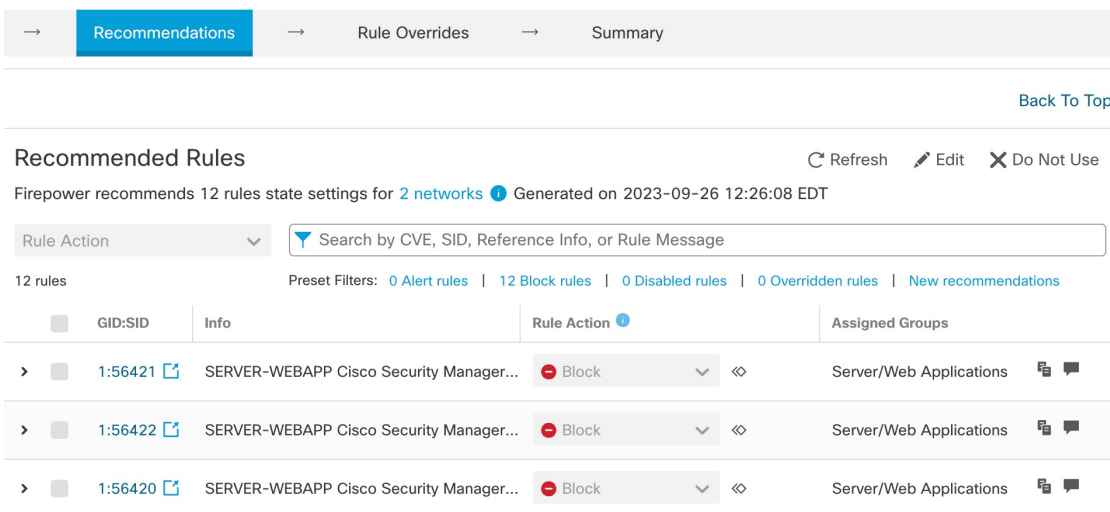 → Recommendations → Rule Overrides → Summary
Back To Top
Recommended Rules
Refresh Edit Do Not Use
Firepower recommends 12 rules state settings for 2 networks Generated on 2023-09-26 12:26:08 EDT
Rule Action Search by CVE, SID, Reference Info, or Rule Message
12 rules Preset Filters: 0 Alert rules | 12 Block rules | 0 Disabled rules | 0 Overridden rules | New recommendations
GID:SID Info Rule Action Assigned Groups
1:56421 SERVER-WEBAPP Cisco Security Manager... Block Server/Web Applications
1:56422 SERVER-WEBAPP Cisco Security Manager... Block Server/Web Applications
1:56420 SERVER-WEBAPP Cisco Security Manager... Block Server/Web Applications